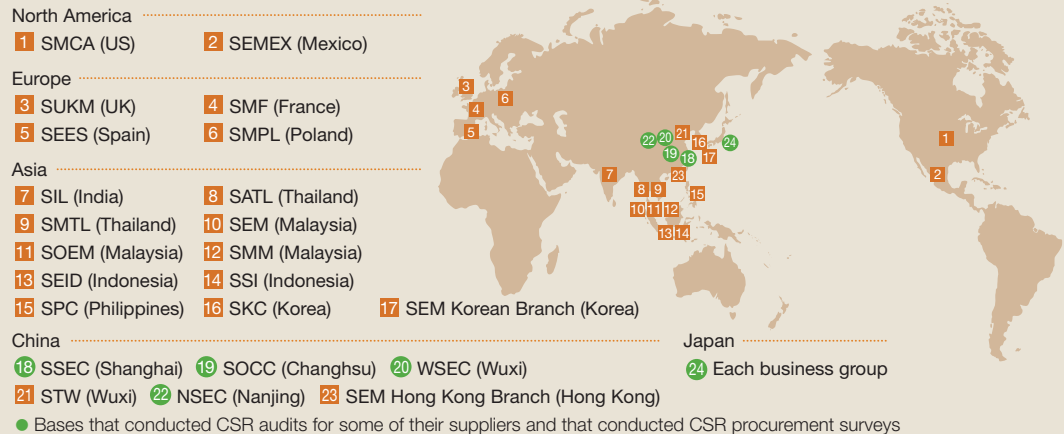 North America
1 SMCA (US) 2 SEMEX (Mexico)
Europe
3 SUKM (UK) 4 SMF (France)
5 SEES (Spain) 6 SMPL (Poland)
Asia
7 SIL (India) 8 SATL (Thailand)
9 SMTL (Thailand) 10 SEM (Malaysia)
11 SOEM (Malaysia) 12 SMM (Malaysia)
13 SEID (Indonesia) 14 SSI (Indonesia)
15 SPC (Philippines) 16 SKC (Korea) 17 SEM Korean Branch (Korea)
China
18 SSEC (Shanghai) 19 SOCC (Changhsu) 20 WSEC (Wuxi)
21 STW (Wuxi) 22 NSEC (Nanjing) 23 SEM Hong Kong Branch (Hong Kong)
Japan
24 Each business group
● Bases that conducted CSR audits for some of their suppliers and that conducted CSR procurement surveys
3
4 6
5
22 20 21 16 24
19 18 17
7 23
8 9 15
10 11 12
13 14
1
2